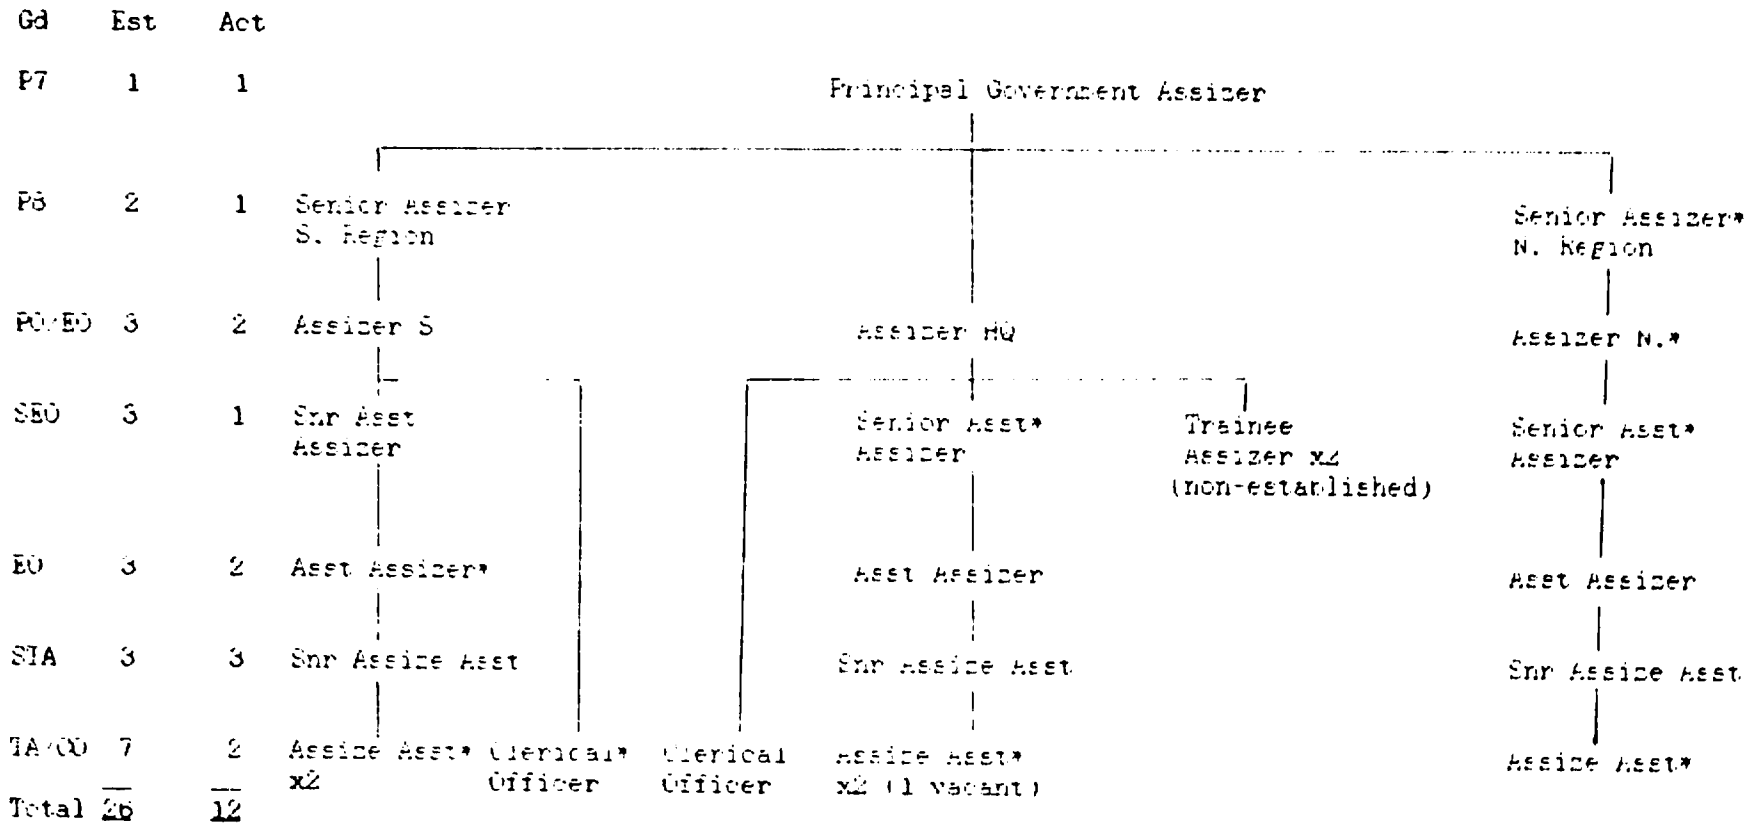 Gd Est Act
P7 1 1 Principal Government Assizer
P8 2 1 Senior Assizer Senior Assizer*
S. Region N. Region
PO/EO 3 2 Assizer S Assizer HQ Assizer N.*
SEO 3 1 Snr Asst Senior Asst* Trainee Senior Asst*
Assizer Assizer Assizer x2 Assizer
(non-established)
EO 3 2 Asst Assizer* Asst Assizer Asst Assizer
STA 3 3 Snr Assize Asst Snr Assize Asst Snr Assize Asst
TA/CO 7 2 Assize Asst* Clerical* Clerical Assize Asst* Assize Asst*
x2 Officer Officer x2 (1 vacant)
Total 26 12